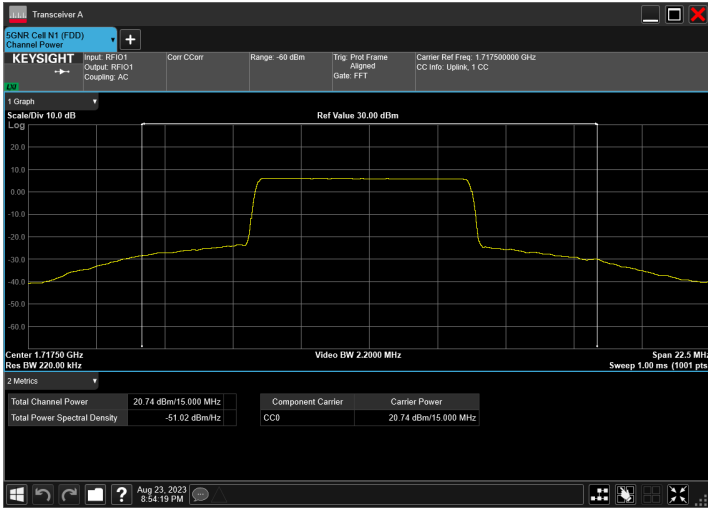 Transceiver A
5GNR Cell N1 (FDD)
Channel Power
KEYSIGHT
Input: RFIO1
Output: RFIO1
Coupling: AC
Corr CCorr
Range: -60 dBm
Trig: Prot Frame
Aligned
Gate: FFT
Carrier Ref Freq: 1.717500000 GHz
CC Info: Uplink, 1 CC
LXI
1 Graph
Scale/Div 10.0 dB
Ref Value 30.00 dBm
Log
20.0
10.0
0.00
-10.0
-20.0
-30.0
-40.0
-50.0
-60.0
Center 1.71750 GHz
Video BW 2.2000 MHz
Span 22.5 MHz
Res BW 220.00 kHz
Sweep 1.00 ms (1001 pts
2 Metrics
Total Channel Power 20.74 dBm/15.000 MHz
Total Power Spectral Density -51.02 dBm/Hz
Component Carrier Carrier Power
CC0 20.74 dBm/15.000 MHz
?
Aug 23, 2023
8:54:19 PM